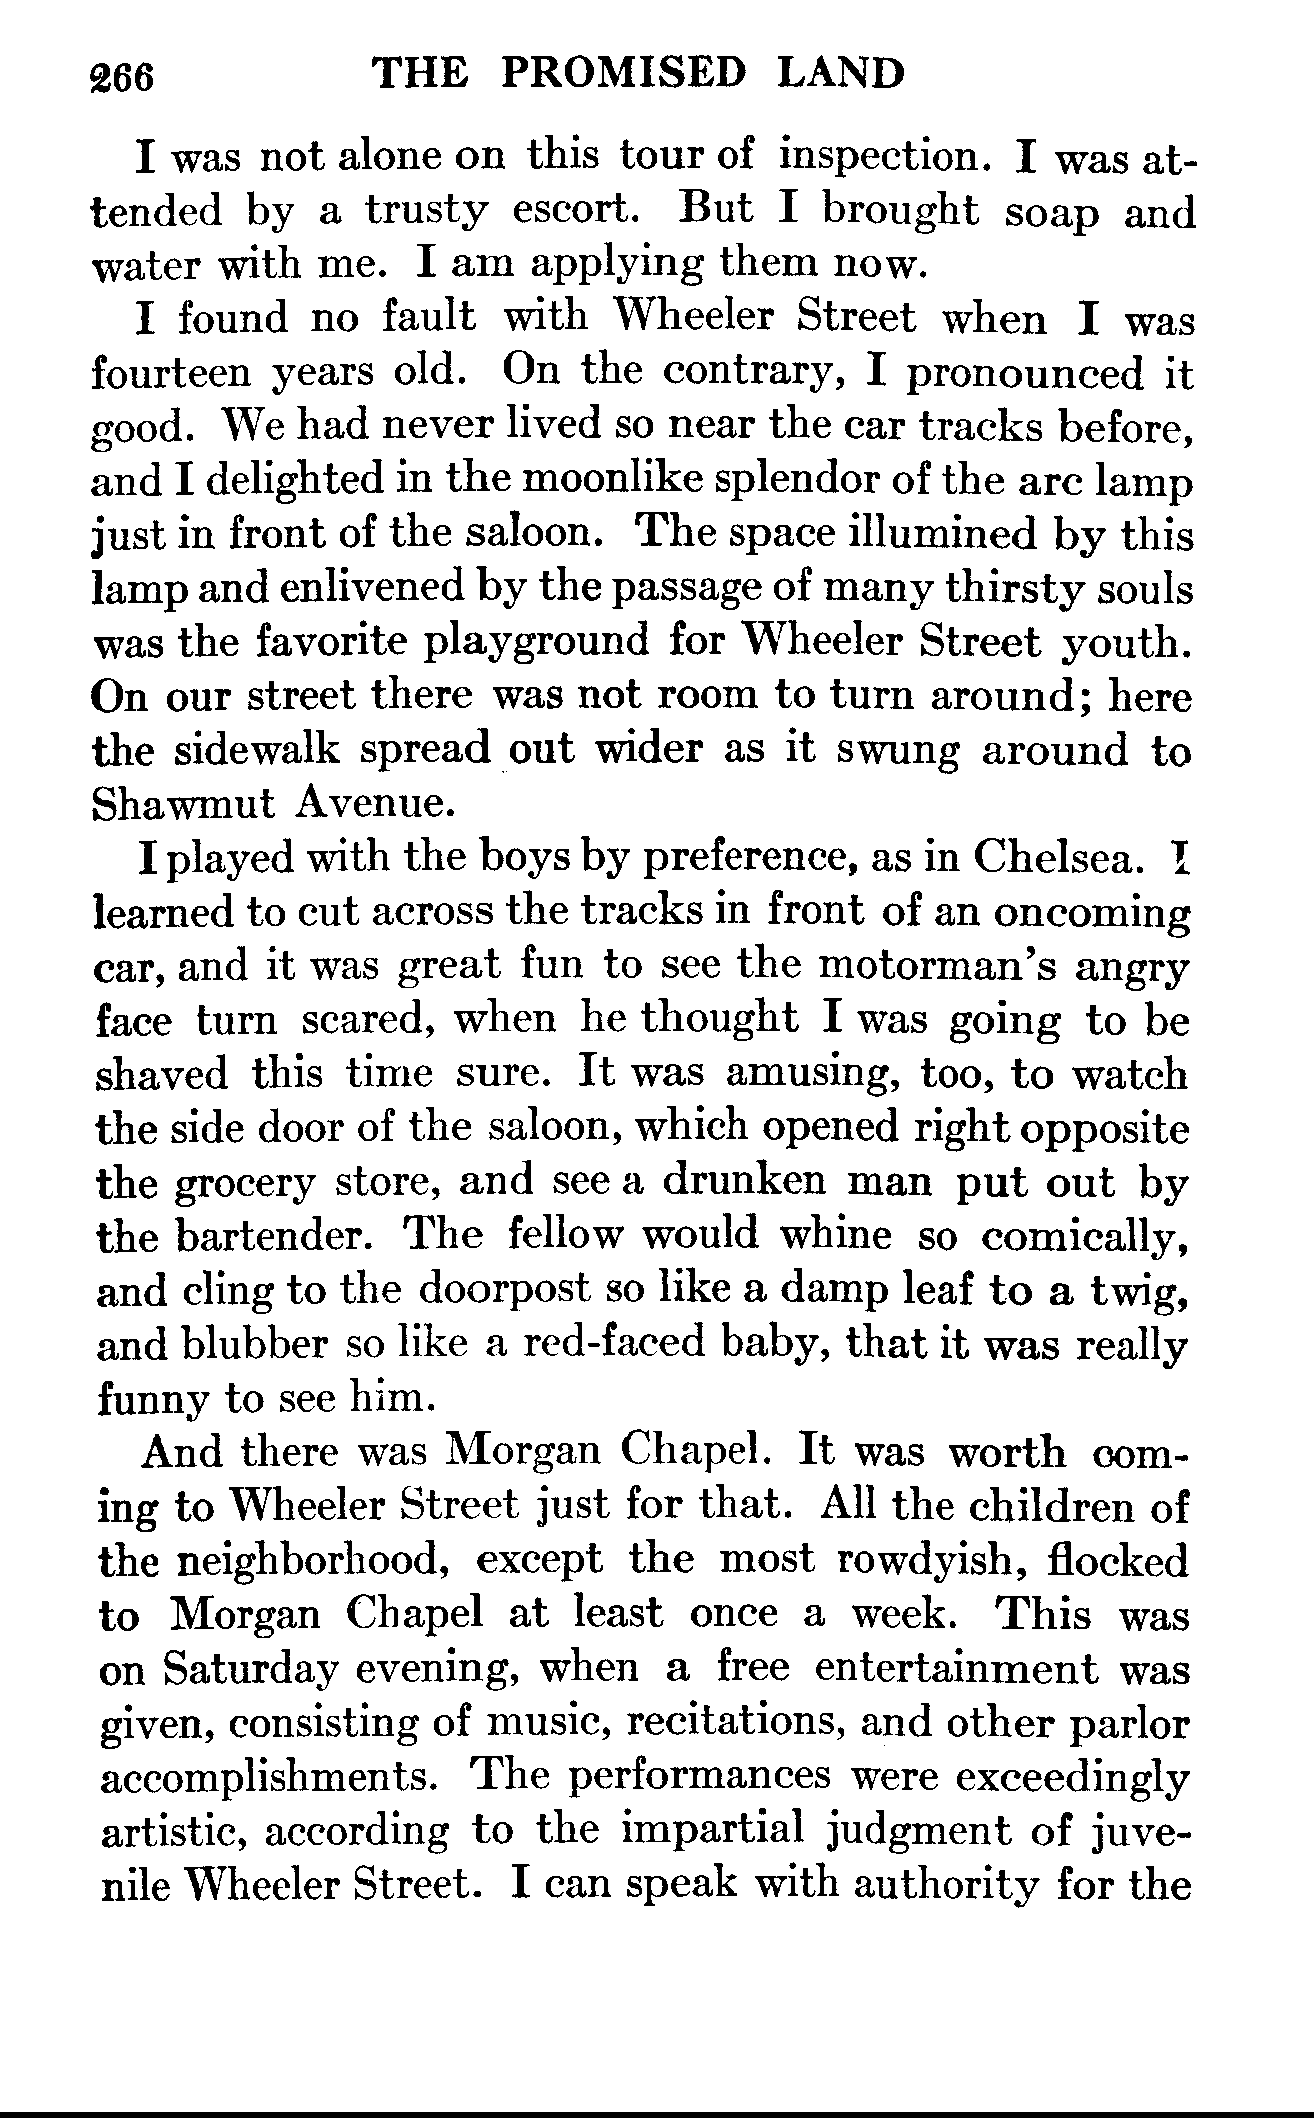 266 THE PROMISED LAND
I was not alone on this tour of inspection. I was at-
tended by a trusty escort. But I brought soap and
water with me. I am applying them now.
I found no fault with Wheeler Street when I was
fourteen years old. On the contrary, I pronounced it
good. We had never lived so near the car tracks before,
and I delighted in the moonlike splendor of the arc lamp
just in front of the saloon. The space illumined by this
lamp and enlivened by the passage of many thirsty souls
was the favorite playground for Wheeler Street youth.
On our street there was not room to turn around; here
the sidewalk spread out wider as it swung around to
Shawmut Avenue.
I played with the boys by preference, as in Chelsea. I
learned to cut across the tracks in front of an oncoming
car, and it was great fun to see the motorman's angry
face turn scared, when he thought I was going to be
shaved this time sure. It was amusing, too, to watch
the side door of the saloon, which opened right opposite
the grocery store, and see a drunken man put out by
the bartender. The fellow would whine so comically,
and cling to the doorpost so like a damp leaf to a twig,
and blubber so like a red-faced baby, that it was really
funny to see him.
And there was Morgan Chapel. It was worth com-
ing to Wheeler Street just for that. All the children of
the neighborhood, except the most rowdyish, flocked
to Morgan Chapel at least once a week. This was
on Saturday evening, when a free entertainment was
given, consisting of music, recitations, and other parlor
accomplishments. The performances were exceedingly
artistic, according to the impartial judgment of juve-
nile Wheeler Street. I can speak with authority for the